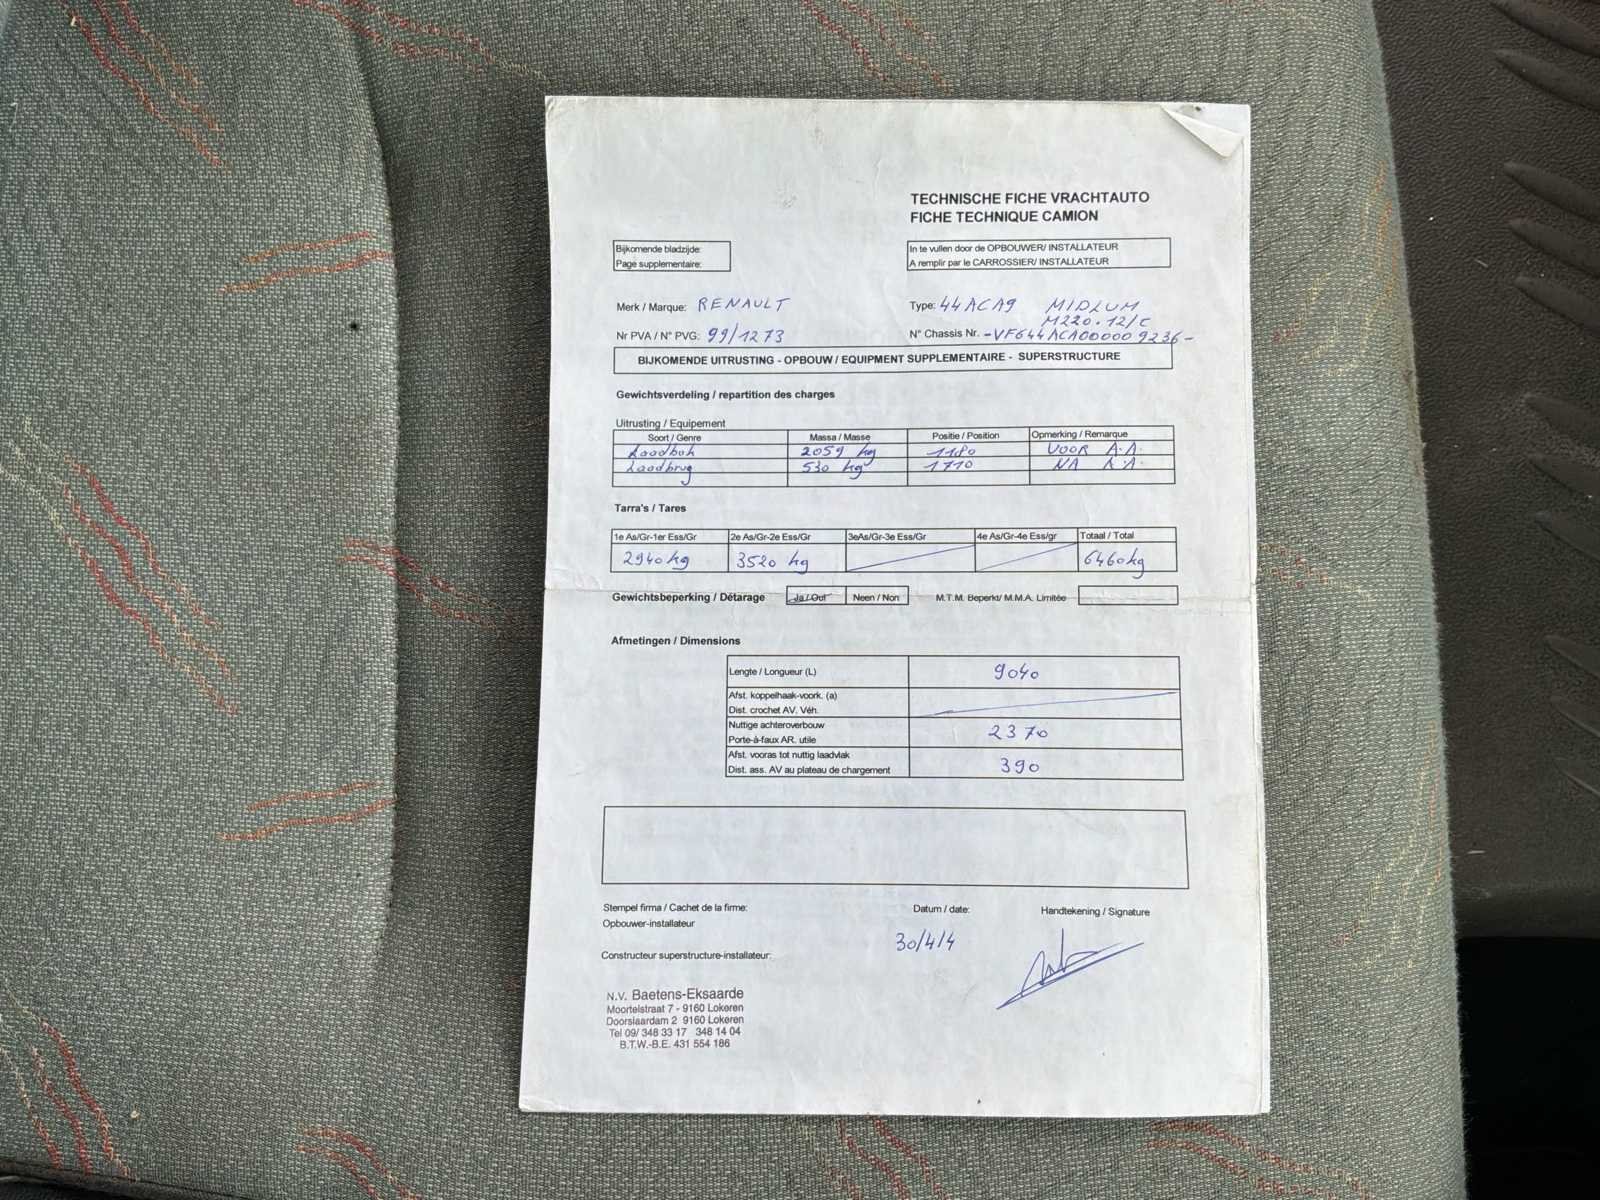 TECHNISCHE FICHE VRACHTAUTO
FICHE TECHNIQUE CAMION
Bijkomende bladzijde:
Page supplementaire:
In te vullen door de OPBOUWER/ INSTALLATEUR
A remplir par le CARROSSIER/ INSTALLATEUR
Merk / Marque: RENAULT
Type: 44ACA9 MIDLUM
M220.12/C
Nr PVA / N° PVG: 99/1273
N° Chassis Nr. -VF644ACA000009236-
BIJKOMENDE UITRUSTING - OPBOUW / EQUIPMENT SUPPLEMENTAIRE - SUPERSTRUCTURE
Gewichtsverdeling / repartition des charges
Uitrusting / Equipement
Soort / Genre Massa / Masse Positie / Position Opmerking / Remarque
Laadbak 2059 kg 1180 VOOR A.A.
Laadbrug 530 kg 1710 NA A.A.
Tarra's / Tares
1e As/Gr-1er Ess/Gr 2e As/Gr-2e Ess/Gr 3eAs/Gr-3e Ess/Gr 4e As/Gr-4e Ess/gr Totaal / Total
2940 kg 3520 kg 6460 kg
Gewichtsbeperking / Détarage Ja / Oui Neen / Non M.T.M. Beperkt/ M.M.A. Limitée
Afmetingen / Dimensions
Lengte / Longueur (L) 9040
Afst. koppelhaak-voork. (a)
Dist. crochet AV. Véh.
Nuttige achteroverbouw
Porte-à-faux AR. utile 2370
Afst. vooras tot nuttig laadvlak
Dist. ass. AV au plateau de chargement 390
Stempel firma / Cachet de la firme: Datum / date: Handtekening / Signature
Opbouwer-installateur
30/4/4
Constructeur superstructure-installateur:
N.V. Baetens-Eksaarde
Moortelstraat 7 - 9160 Lokeren
Doorslaardam 2 9160 Lokeren
Tel 09/ 348 33 17 348 14 04
B.T.W.-B.E. 431 554 186